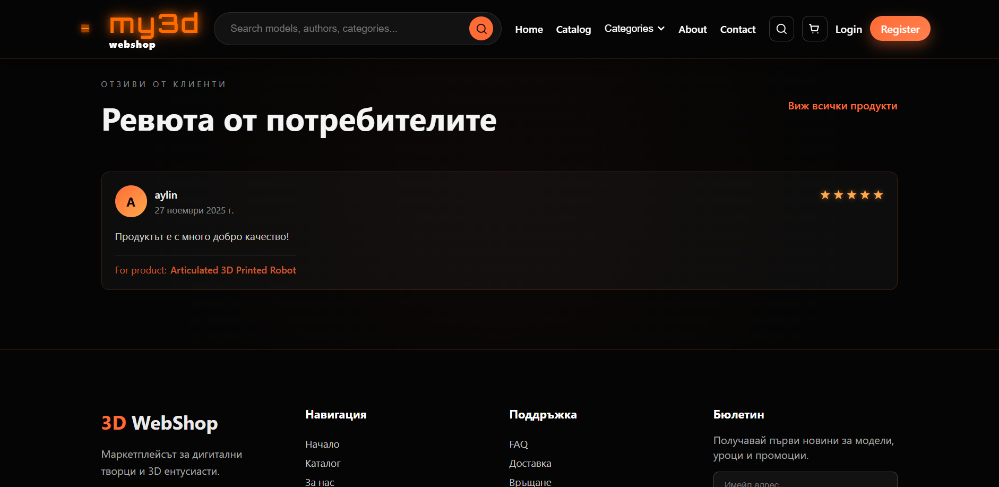 my3d
webshop
Search models, authors, categories...
Home
Catalog
Categories
About
Contact
Login
Register
ОТЗИВИ ОТ КЛИЕНТИ
Ревюта от потребителите
Виж всички продукти
A
aylin
27 ноември 2025 г.
Продуктът е с много добро качество!
For product: Articulated 3D Printed Robot
3D WebShop
Маркетплейсът за дигитални
творци и 3D ентусиасти.
Навигация
Начало
Каталог
За нас
Поддръжка
FAQ
Доставка
Връщане
Бюлетин
Получавай първи новини за модели,
уроци и промоции.
Имейл адрес